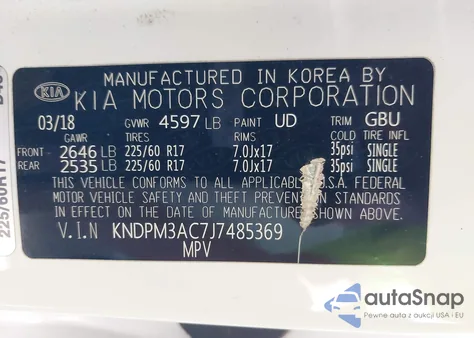 MANUFACTURED IN KOREA BY
KIA KIA MOTORS CORPORATION
03/18 GVWR 4597 LB PAINT UD TRIM GBU
GAWR TIRES RIMS COLD TIRE INFL
FRONT 2646 LB 225/60 R17 7.0Jx17 35psi SINGLE
REAR 2535 LB 225/60 R17 7.0Jx17 35psi SINGLE
THIS VEHICLE CONFORMS TO ALL APPLICABLE U.S.A. FEDERAL
MOTOR VEHICLE SAFETY AND THEFT PREVENTION STANDARDS
IN EFFECT ON THE DATE OF MANUFACTURE SHOWN ABOVE.
V.I.N KNDPM3AC7J7485369
MPV
225/60R17
autoSnap
Pewne auta z aukcji USA i EU